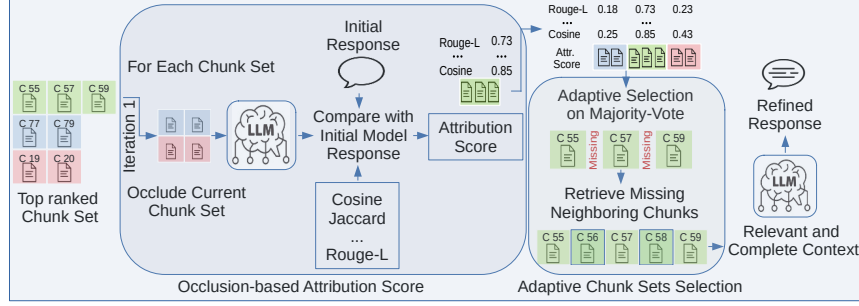 C 55 C 57 C 59
C 77 C 79
C 19 C 20
Top ranked
Chunk Set
Iteration 1
For Each Chunk Set
Occlude Current
Chunk Set
LLM
Initial
Response
Compare with
Initial Model
Response
Cosine
Jaccard
...
Rouge-L
Rouge-L 0.73
... ...
Cosine 0.85
Attribution
Score
Occlusion-based Attribution Score
Rouge-L 0.18 0.73 0.23
... ...
Cosine 0.25 0.85 0.43
Attr.
Score
Adaptive Selection
on Majority-Vote
C 55 Missing C 57 Missing C 59
Retrieve Missing
Neighboring Chunks
C 55 C 56 C 57 C 58 C 59
Adaptive Chunk Sets Selection
Refined
Response
LLM
Relevant and
Complete Context